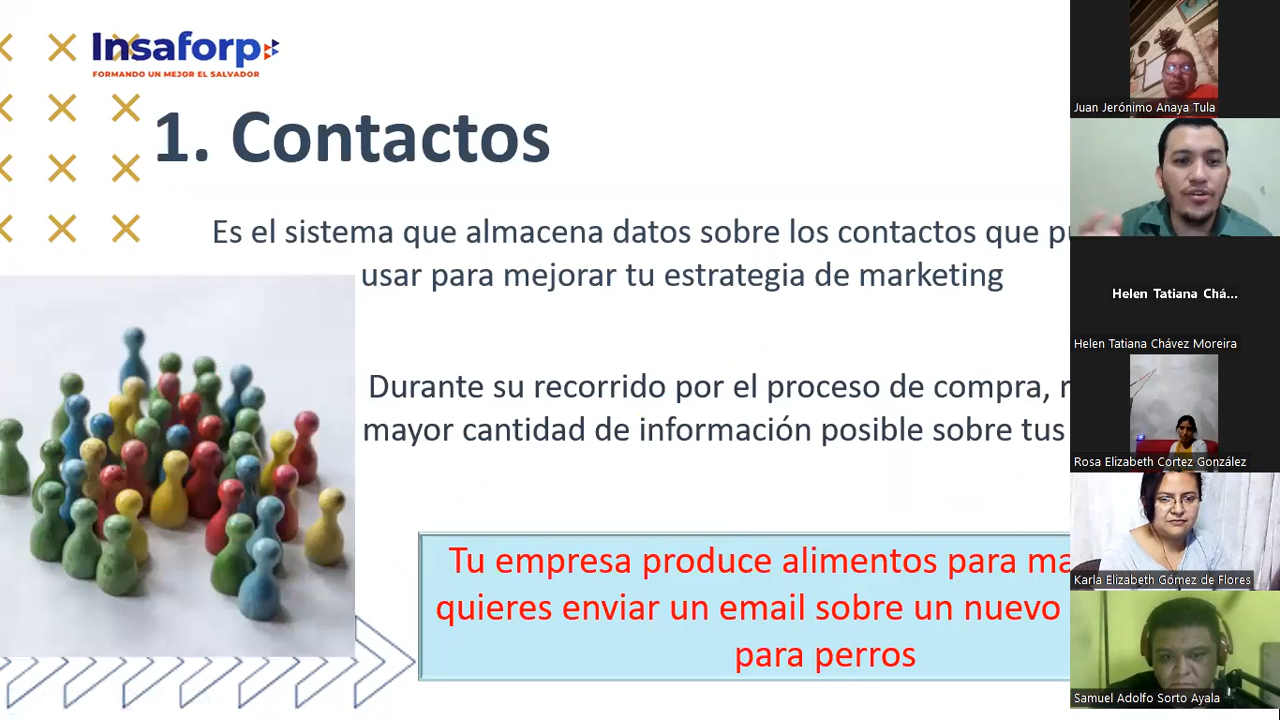 Insaforp
FORMANDO UN MEJOR EL SALVADOR
1. Contactos
Es el sistema que almacena datos sobre los contactos que
usar para mejorar tu estrategia de marketing
Durante su recorrido por el proceso de compra,
mayor cantidad de información posible sobre tus
Tu empresa produce alimentos para
quieres enviar un email sobre un nuevo
para perros
Juan Jerónimo Anaya Tula
Helen Tatiana Chá...
Helen Tatiana Chávez Moreira
Rosa Elizabeth Cortez González
Karla Elizabeth Gómez de Flores
Samuel Adolfo Sorto Ayala